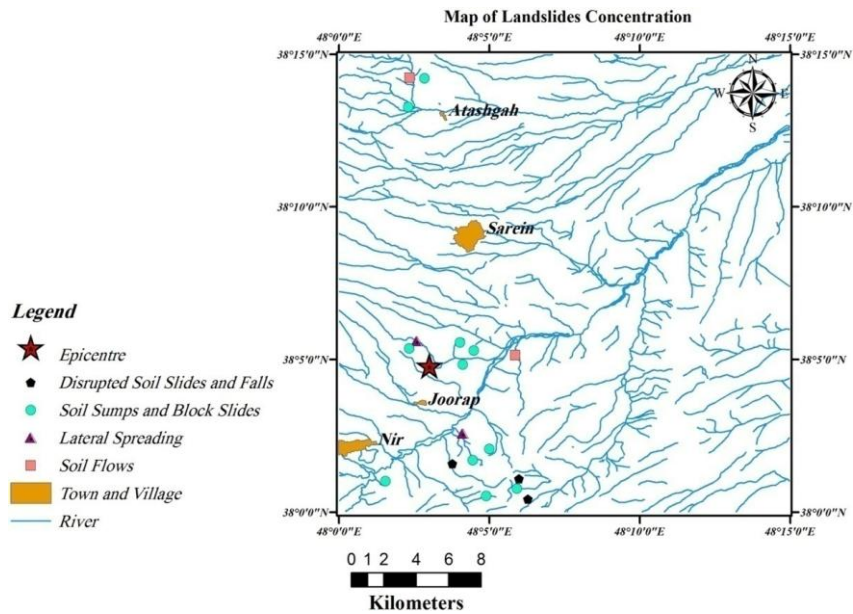 Map of Landslides Concentration
48°0'0"E 48°5'0"E 48°10'0"E 48°15'0"E
38°15'0"N 38°15'0"N
N
W E
S
Atashgah
38°10'0"N 38°10'0"N
Sarein
38°5'0"N 38°5'0"N
Joorap
Nir
38°0'0"N 38°0'0"N
48°0'0"E 48°5'0"E 48°10'0"E 48°15'0"E
Legend
Epicentre
Disrupted Soil Slides and Falls
Soil Sumps and Block Slides
Lateral Spreading
Soil Flows
Town and Village
River
0 1 2 4 6 8
Kilometers